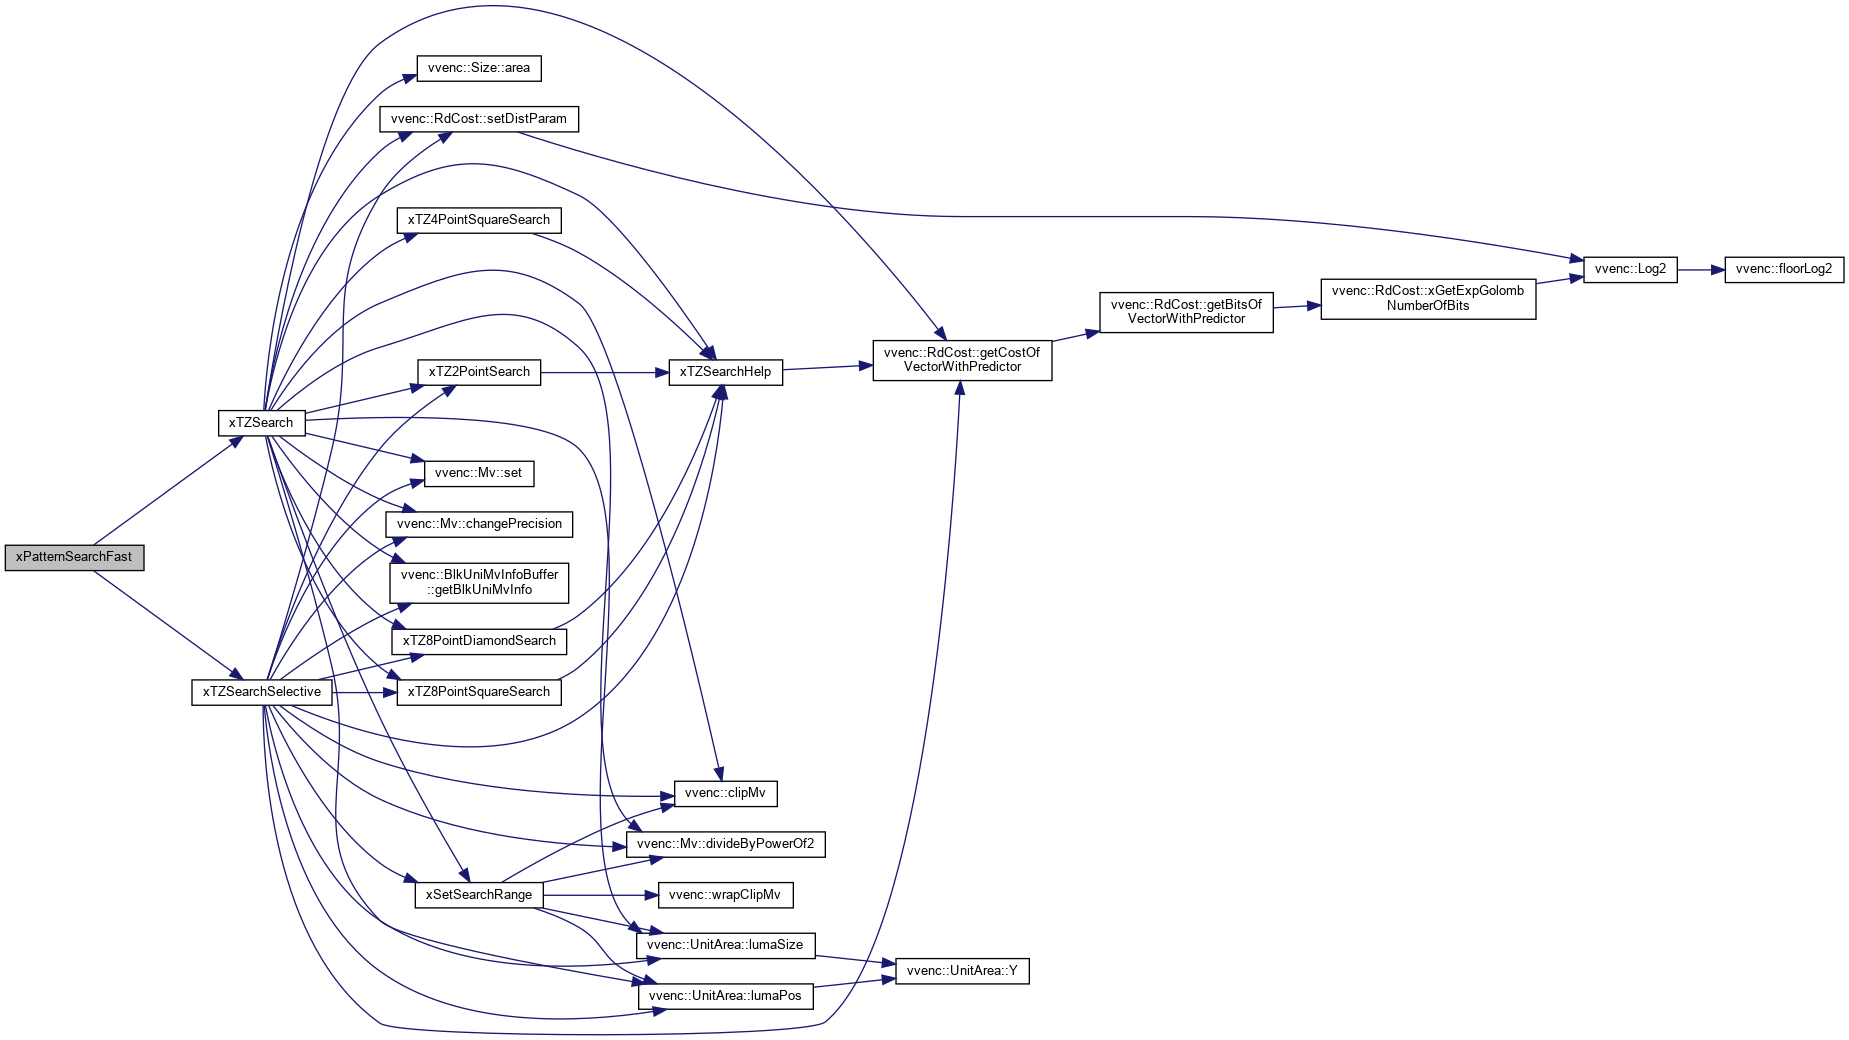 xPatternSearchFast
xTZSearch
xTZSearchSelective
vvenc::Size::area
vvenc::RdCost::setDistParam
xTZ4PointSquareSearch
xTZ2PointSearch
vvenc::Mv::set
vvenc::Mv::changePrecision
vvenc::BlkUniMvInfoBuffer
::getBlkUniMvInfo
xTZ8PointDiamondSearch
xTZ8PointSquareSearch
xSetSearchRange
xTZSearchHelp
vvenc::clipMv
vvenc::Mv::divideByPowerOf2
vvenc::wrapClipMv
vvenc::UnitArea::lumaSize
vvenc::UnitArea::lumaPos
vvenc::RdCost::getCostOf
VectorWithPredictor
vvenc::UnitArea::Y
vvenc::RdCost::getBitsOf
VectorWithPredictor
vvenc::RdCost::xGetExpGolomb
NumberOfBits
vvenc::Log2
vvenc::floorLog2